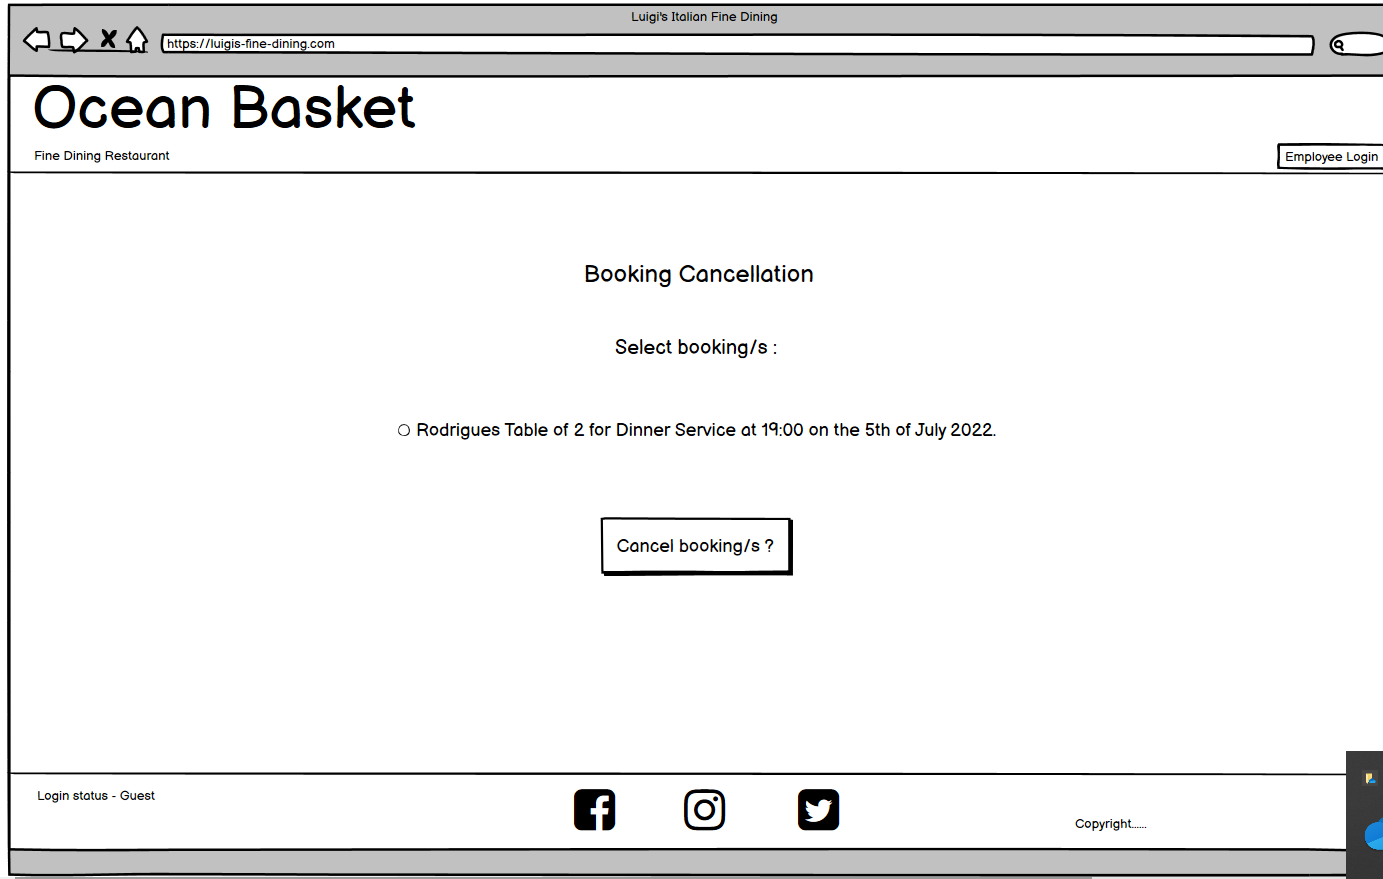 Luigi's Italian Fine Dining
https://luigis-fine-dining.com
Ocean Basket
Fine Dining Restaurant
Employee Login
Booking Cancellation
Select booking/s :
Rodrigues Table of 2 for Dinner Service at 19:00 on the 5th of July 2022.
Cancel booking/s ?
Login status - Guest
Copyright......